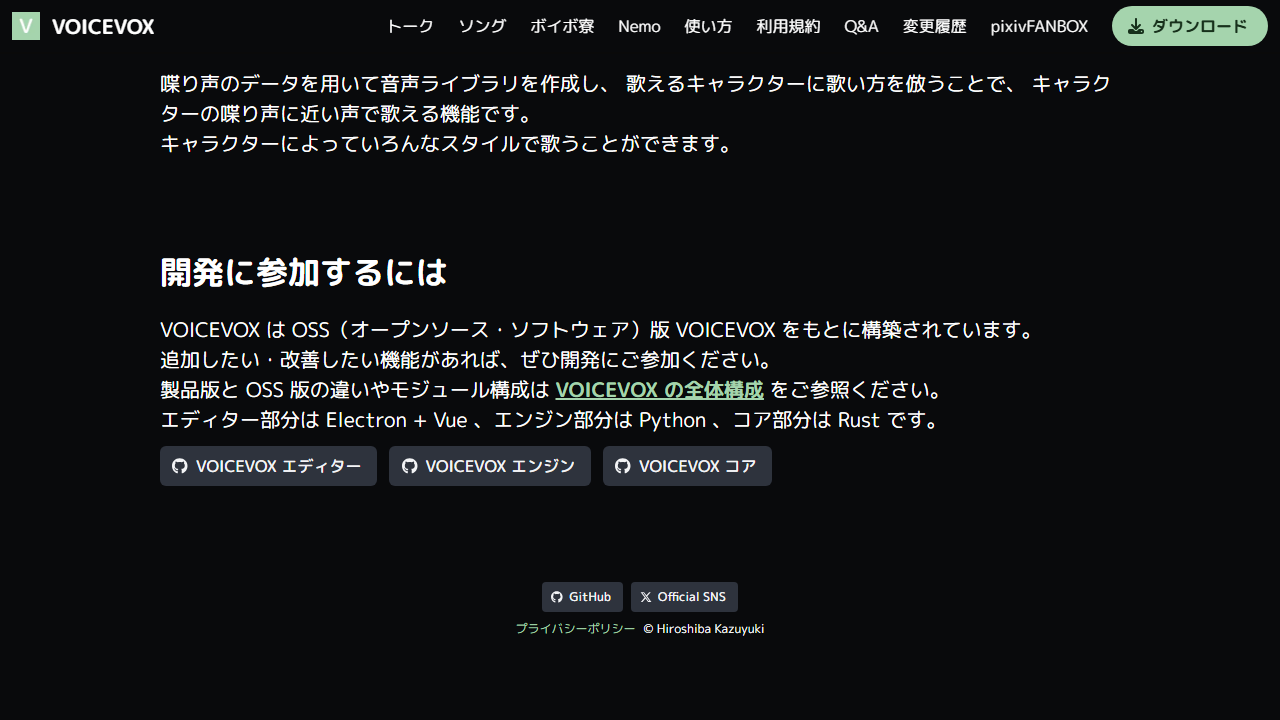 V VOICEVOX トーク ソング ボイボ寮 Nemo 使い方 利用規約 Q&A 変更履歴 pixivFANBOX ダウンロード
喋り声のデータを用いて音声ライブラリを作成し、 歌えるキャラクターに歌い方を倣うことで、 キャラク
ターの喋り声に近い声で歌える機能です。
キャラクターによっていろんなスタイルで歌うことができます。
開発に参加するには
VOICEVOX は OSS（オープンソース・ソフトウェア）版 VOICEVOX をもとに構築されています。
追加したい・改善したい機能があれば、ぜひ開発にご参加ください。
製品版と OSS 版の違いやモジュール構成は VOICEVOX の全体構成 をご参照ください。
エディター部分は Electron + Vue 、エンジン部分は Python 、コア部分は Rust です。
VOICEVOX エディター VOICEVOX エンジン VOICEVOX コア
GitHub Official SNS
プライバシーポリシー © Hiroshiba Kazuyuki